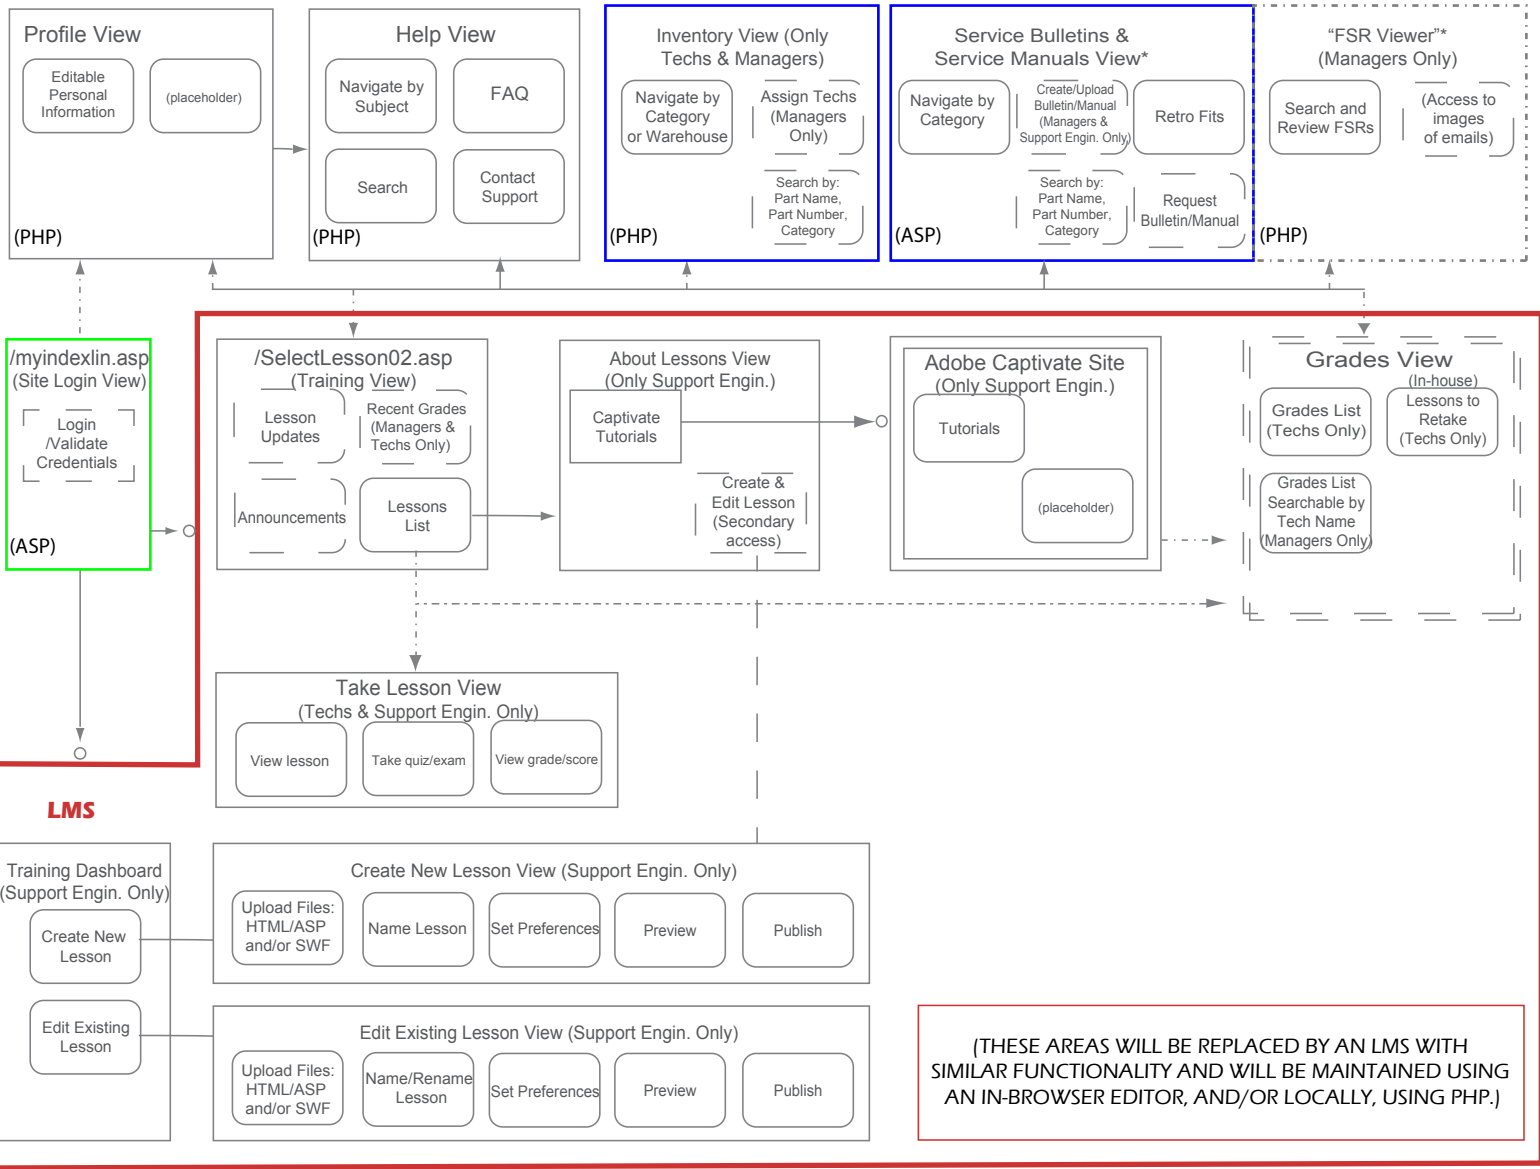 Profile View
Editable
Personal
Information
(placeholder)
(PHP)
Help View
Navigate by
Subject
FAQ
Search
Contact
Support
(PHP)
Inventory View (Only
Techs & Managers)
Navigate by
Category
or Warehouse
Assign Techs
(Managers
Only)
Search by:
Part Name,
Part Number,
Category
(PHP)
Service Bulletins &
Service Manuals View*
Navigate by
Category
Create/Upload
Bulletin/Manual
(Managers &
Support Engin. Only)
Retro Fits
Search by:
Part Name,
Part Number,
Category
Request
Bulletin/Manual
(ASP)
“FSR Viewer”*
(Managers Only)
Search and
Review FSRs
(Access to
images
of emails)
(PHP)
/myindexlin.asp
(Site Login View)
Login
/Validate
Credentials
(ASP)
/SelectLesson02.asp
(Training View)
Lesson
Updates
Recent Grades
(Managers &
Techs Only)
Announcements
Lessons
List
About Lessons View
(Only Support Engin.)
Captivate
Tutorials
Create &
Edit Lesson
(Secondary
access)
Adobe Captivate Site
(Only Support Engin.)
Tutorials
(placeholder)
Grades View
(In-house)
Grades List
(Techs Only)
Lessons to
Retake
(Techs Only)
Grades List
Searchable by
Tech Name
(Managers Only)
Take Lesson View
(Techs & Support Engin. Only)
View lesson
Take quiz/exam
View grade/score
LMS
Training Dashboard
(Support Engin. Only)
Create New
Lesson
Edit Existing
Lesson
Create New Lesson View (Support Engin. Only)
Upload Files:
HTML/ASP
and/or SWF
Name Lesson
Set Preferences
Preview
Publish
Edit Existing Lesson View (Support Engin. Only)
Upload Files:
HTML/ASP
and/or SWF
Name/Rename
Lesson
Set Preferences
Preview
Publish
(THESE AREAS WILL BE REPLACED BY AN LMS WITH
SIMILAR FUNCTIONALITY AND WILL BE MAINTAINED USING
AN IN-BROWSER EDITOR, AND/OR LOCALLY, USING PHP.)